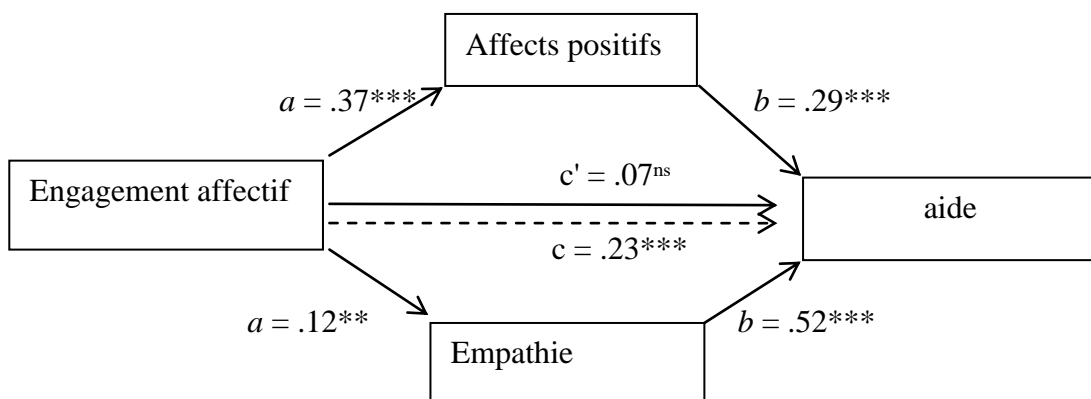 Affects positifs
a = .37***
b = .29***
Engagement affectif
c' = .07ns
aide
c = .23***
a = .12**
b = .52***
Empathie